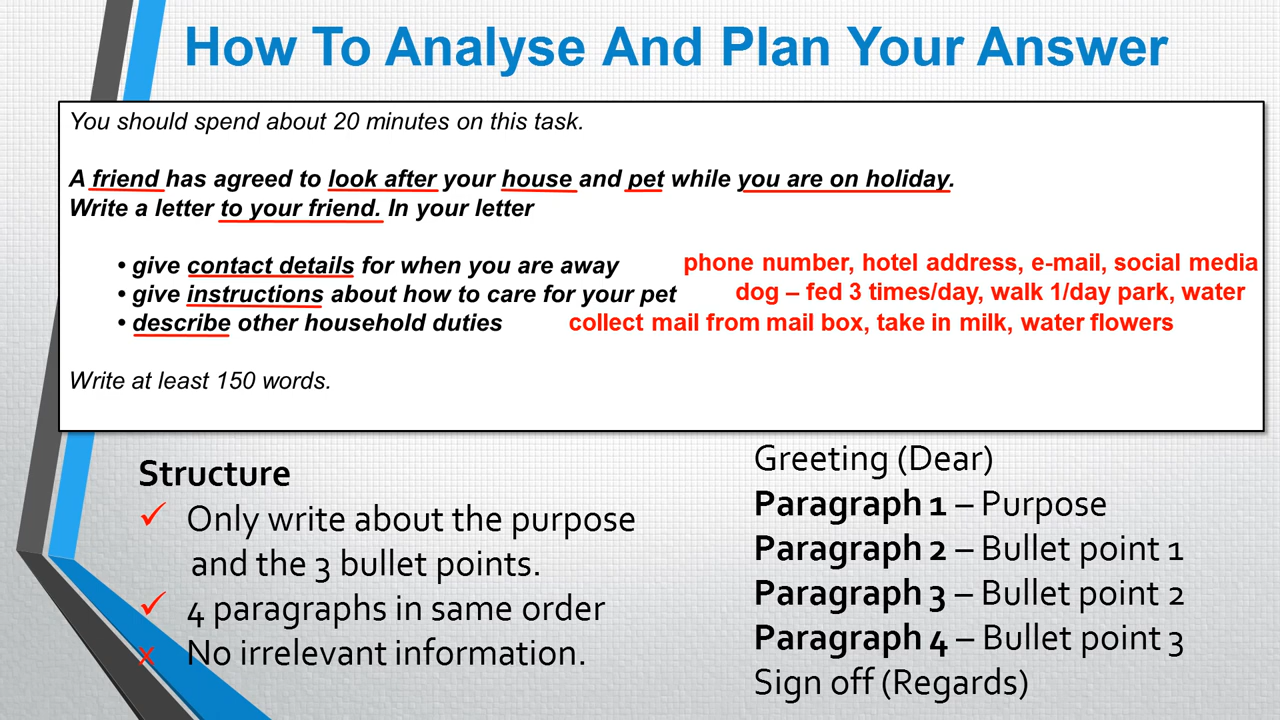 How To Analyse And Plan Your Answer
You should spend about 20 minutes on this task.
A friend has agreed to look after your house and pet while you are on holiday.
Write a letter to your friend. In your letter
• give contact details for when you are away phone number, hotel address, e-mail, social media
• give instructions about how to care for your pet dog – fed 3 times/day, walk 1/day park, water
• describe other household duties collect mail from mail box, take in milk, water flowers
Write at least 150 words.
Structure
✓ Only write about the purpose
and the 3 bullet points.
✓ 4 paragraphs in same order
x No irrelevant information.
Greeting (Dear)
Paragraph 1 – Purpose
Paragraph 2 – Bullet point 1
Paragraph 3 – Bullet point 2
Paragraph 4 – Bullet point 3
Sign off (Regards)